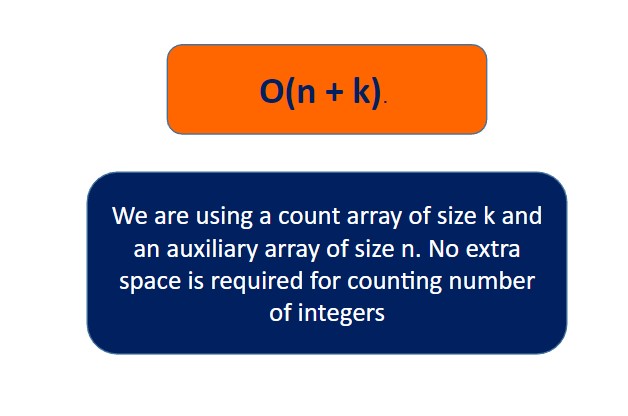 O(n + k).
We are using a count array of size k and
an auxiliary array of size n. No extra
space is required for counting number
of integers